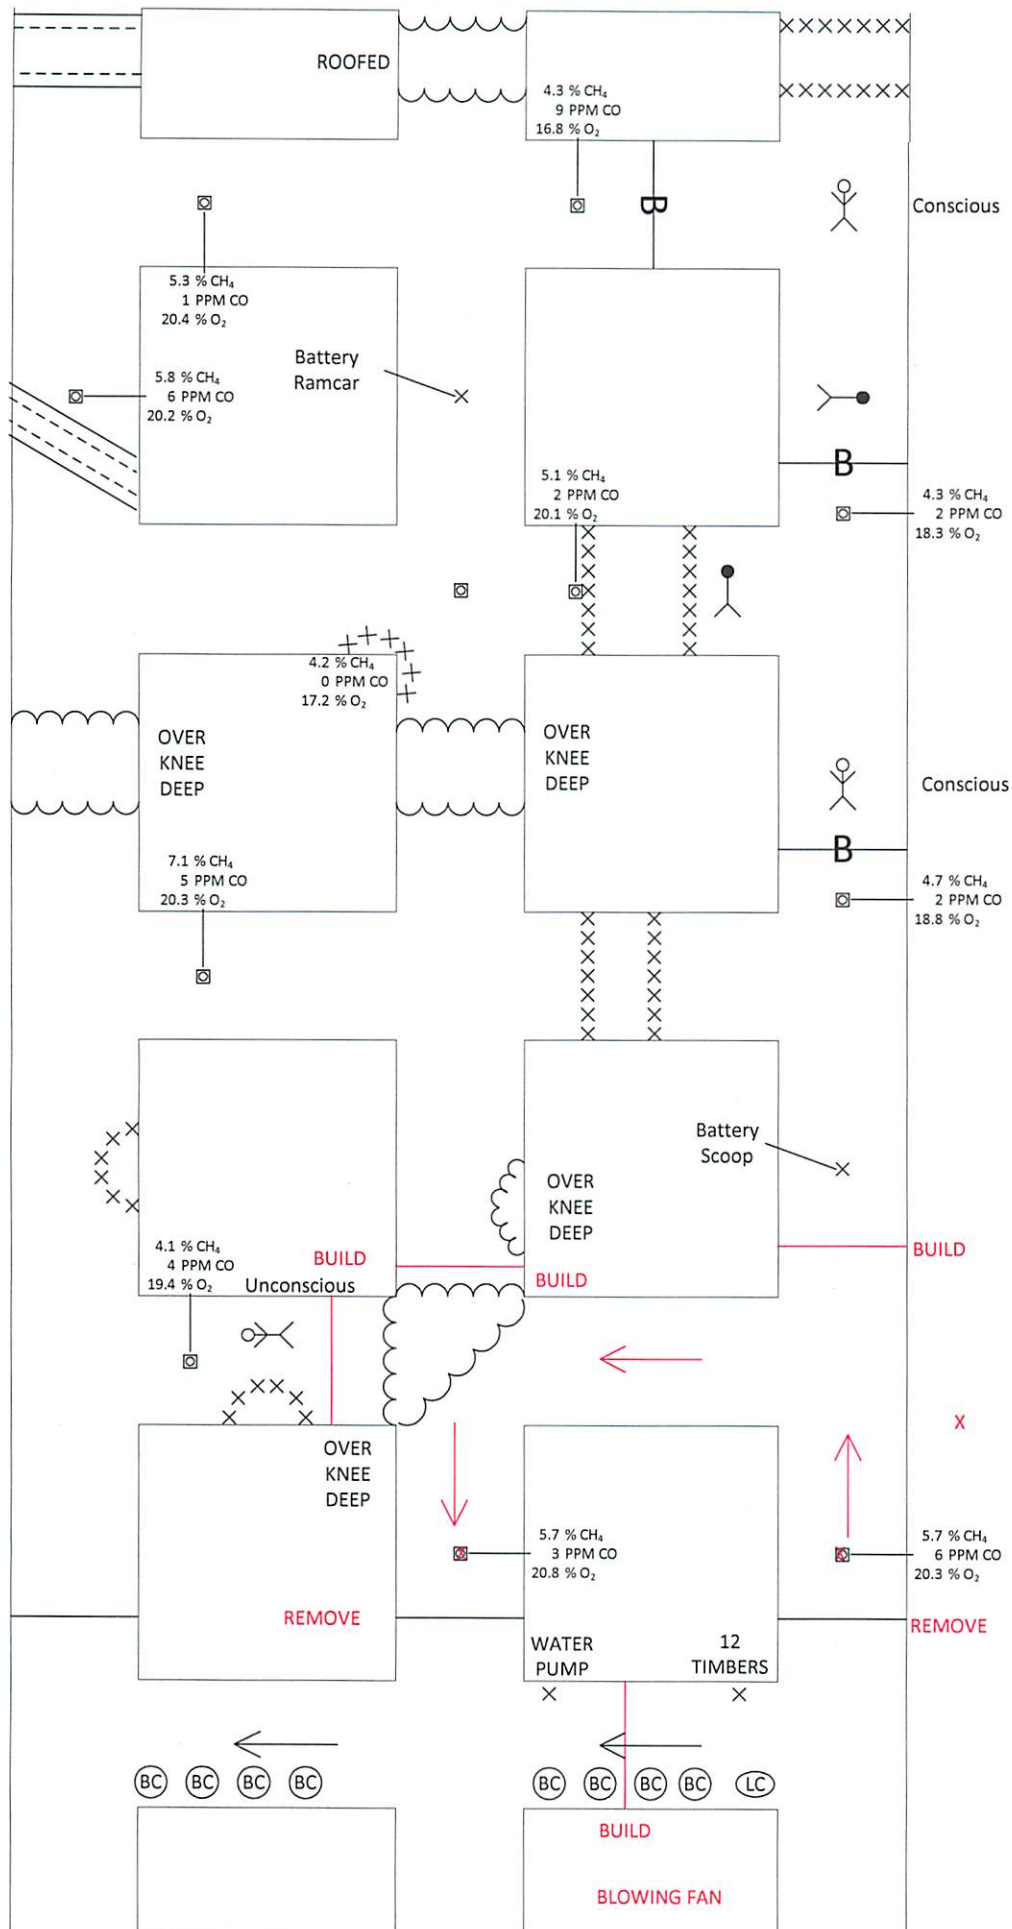 ROOFED
4.3 % CH₄
9 PPM CO
16.8 % O₂
B
Conscious
5.3 % CH₄
1 PPM CO
20.4 % O₂
Battery
Ramcar
5.8 % CH₄
6 PPM CO
20.2 % O₂
B
5.1 % CH₄
2 PPM CO
20.1 % O₂
4.3 % CH₄
2 PPM CO
18.3 % O₂
4.2 % CH₄
0 PPM CO
17.2 % O₂
OVER
KNEE
DEEP
OVER
KNEE
DEEP
Conscious
B
7.1 % CH₄
5 PPM CO
20.3 % O₂
4.7 % CH₄
2 PPM CO
18.8 % O₂
Battery
Scoop
OVER
KNEE
DEEP
4.1 % CH₄
4 PPM CO
19.4 % O₂
BUILD
BUILD
BUILD
Unconscious
X
OVER
KNEE
DEEP
5.7 % CH₄
3 PPM CO
20.8 % O₂
5.7 % CH₄
6 PPM CO
20.3 % O₂
REMOVE
REMOVE
WATER
PUMP
12
TIMBERS
BC BC BC BC BC BC BC BC LC
BUILD
BLOWING FAN